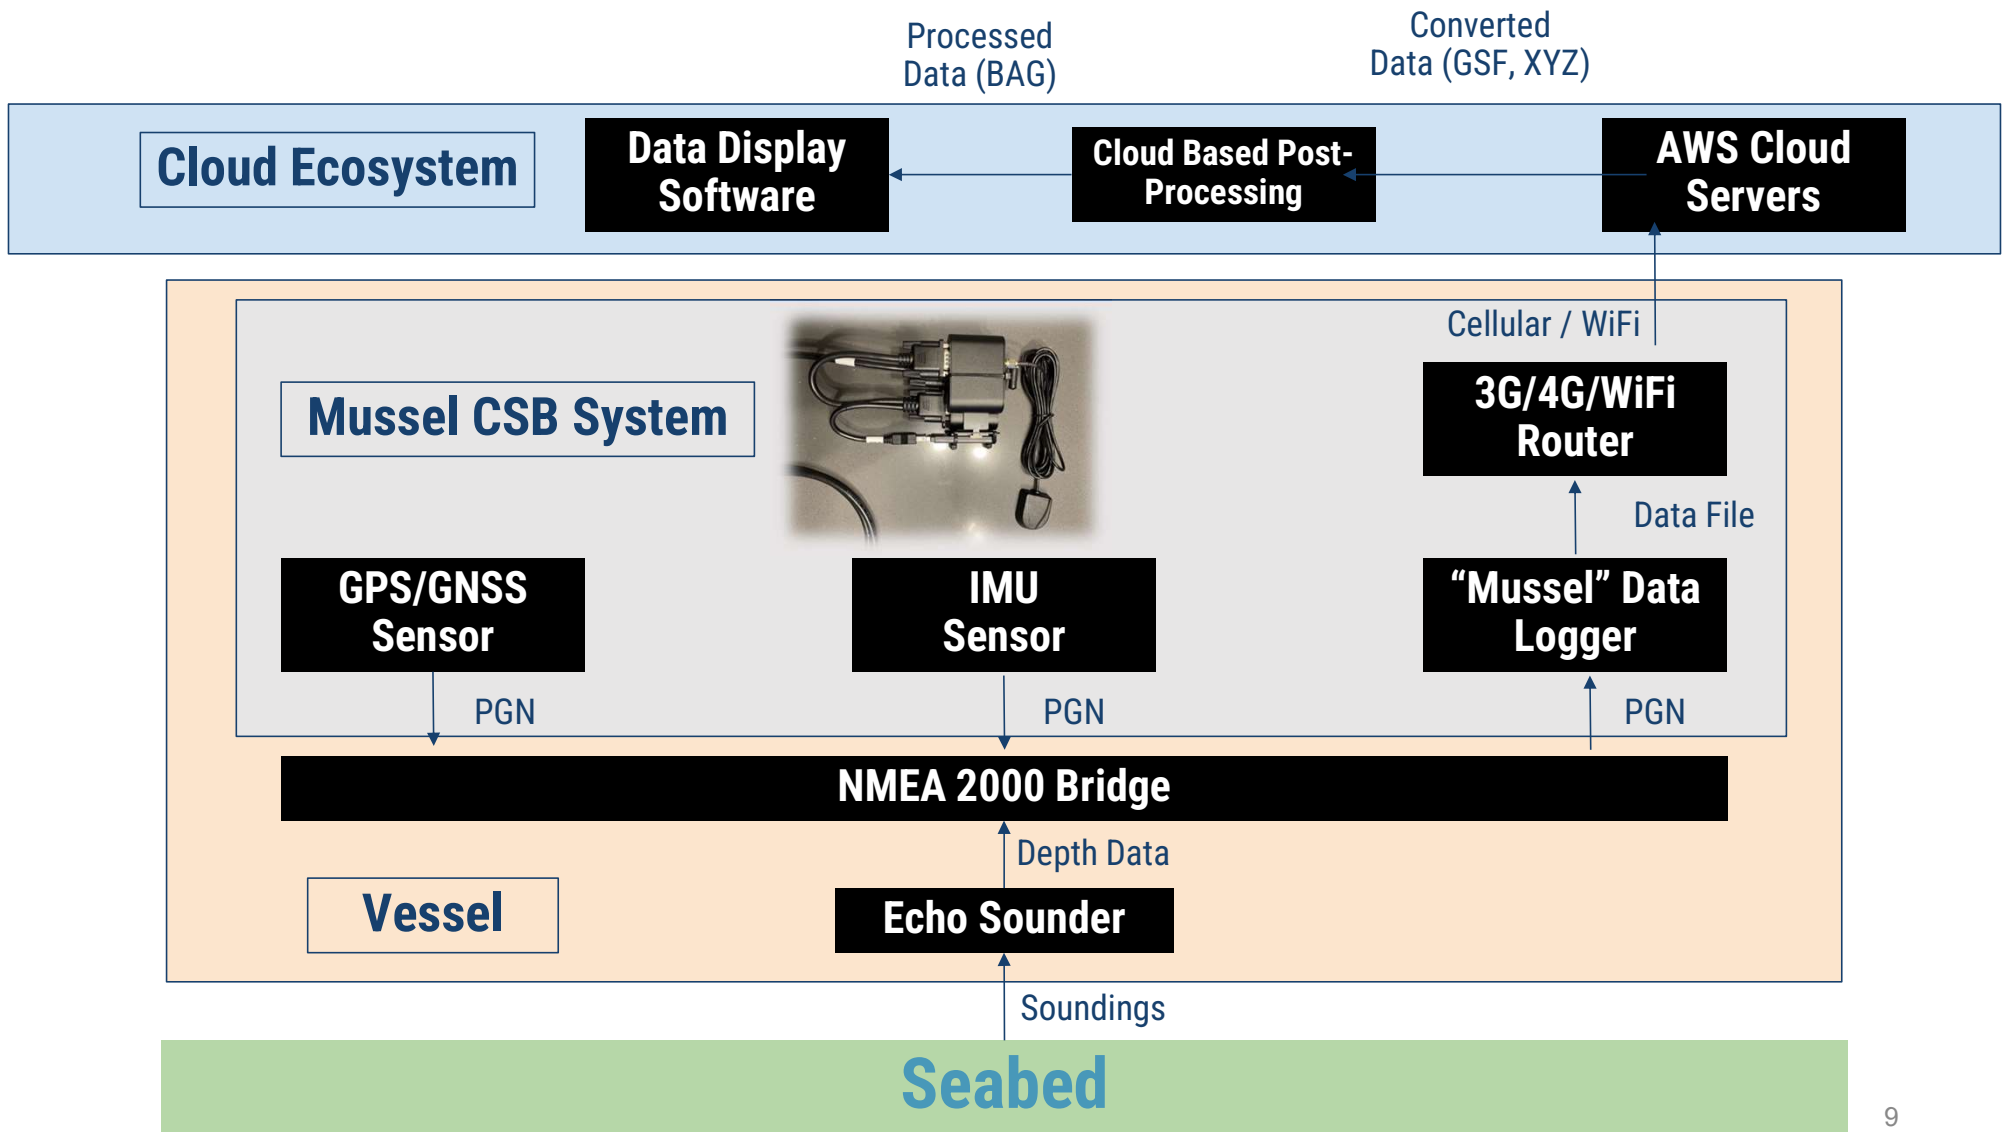 Processed
Data (BAG)
Converted
Data (GSF, XYZ)
Cloud Ecosystem
Data Display
Software
Cloud Based Post-
Processing
AWS Cloud
Servers
Cellular / WiFi
Mussel CSB System
3G/4G/WiFi
Router
Data File
GPS/GNSS
Sensor
IMU
Sensor
“Mussel” Data
Logger
PGN
PGN
PGN
NMEA 2000 Bridge
Depth Data
Vessel
Echo Sounder
Soundings
Seabed
9